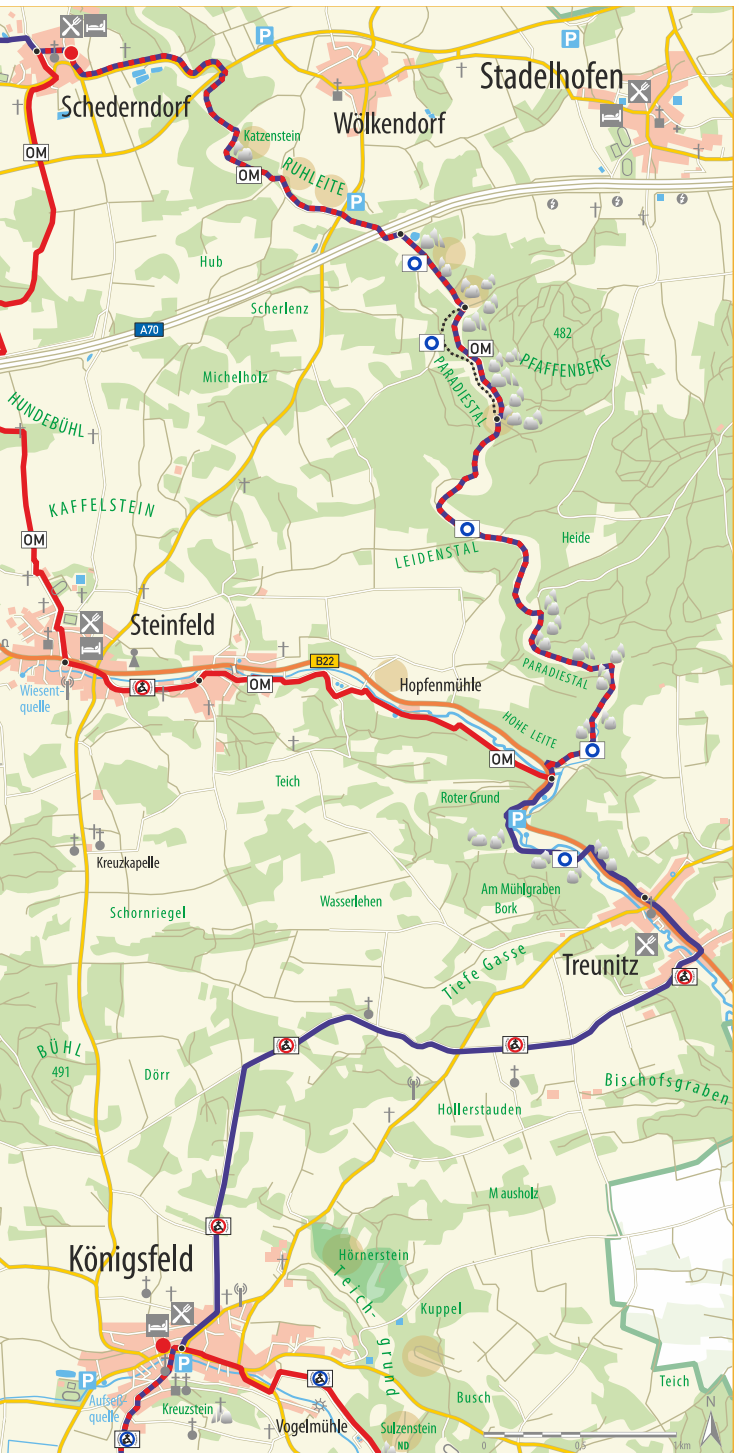 P
P
Stadelhofen
Schederndorf
Wölkendorf
Katzenstein
OM
OM
RUHLEITE
P
Hub
Scherlenz
A70
482
OM
PFAFFENBERG
Michelholz
PARADIESTAL
HUNDEBÜHL
KAFFELSTEIN
OM
Heide
LEIDENSTAL
Steinfeld
B22
PARADIESTAL
Wiesent-
quelle
OM
Hopfenmühle
HOHE LEITE
OM
Teich
Roter Grund
P
Kreuzkapelle
Am Mühlgraben
Bork
Wasserlehen
Schornriegel
Tiefe Gasse
Treunitz
BÜHL
491
Dörr
Bischofsgraben
Hollerstauden
Mausholz
Königsfeld
Hörnerstein
Teich-
grund
Kuppel
P
P
Aufseß-
quelle
Kreuzstein
Vogelmühle
Busch
Teich
Sulzenstein
ND
N
0
0,5
1 km